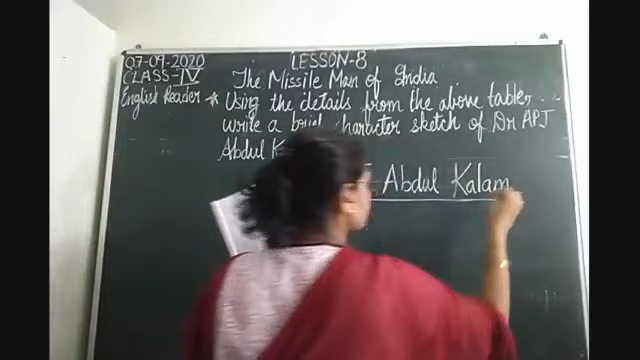 07-09-2020 LESSON-8
CLASS-IV The Missile Man of India
English Reader * Using the details from the above table, ...
write a brief character sketch of Dr APJ
Abdul
Abdul Kalam